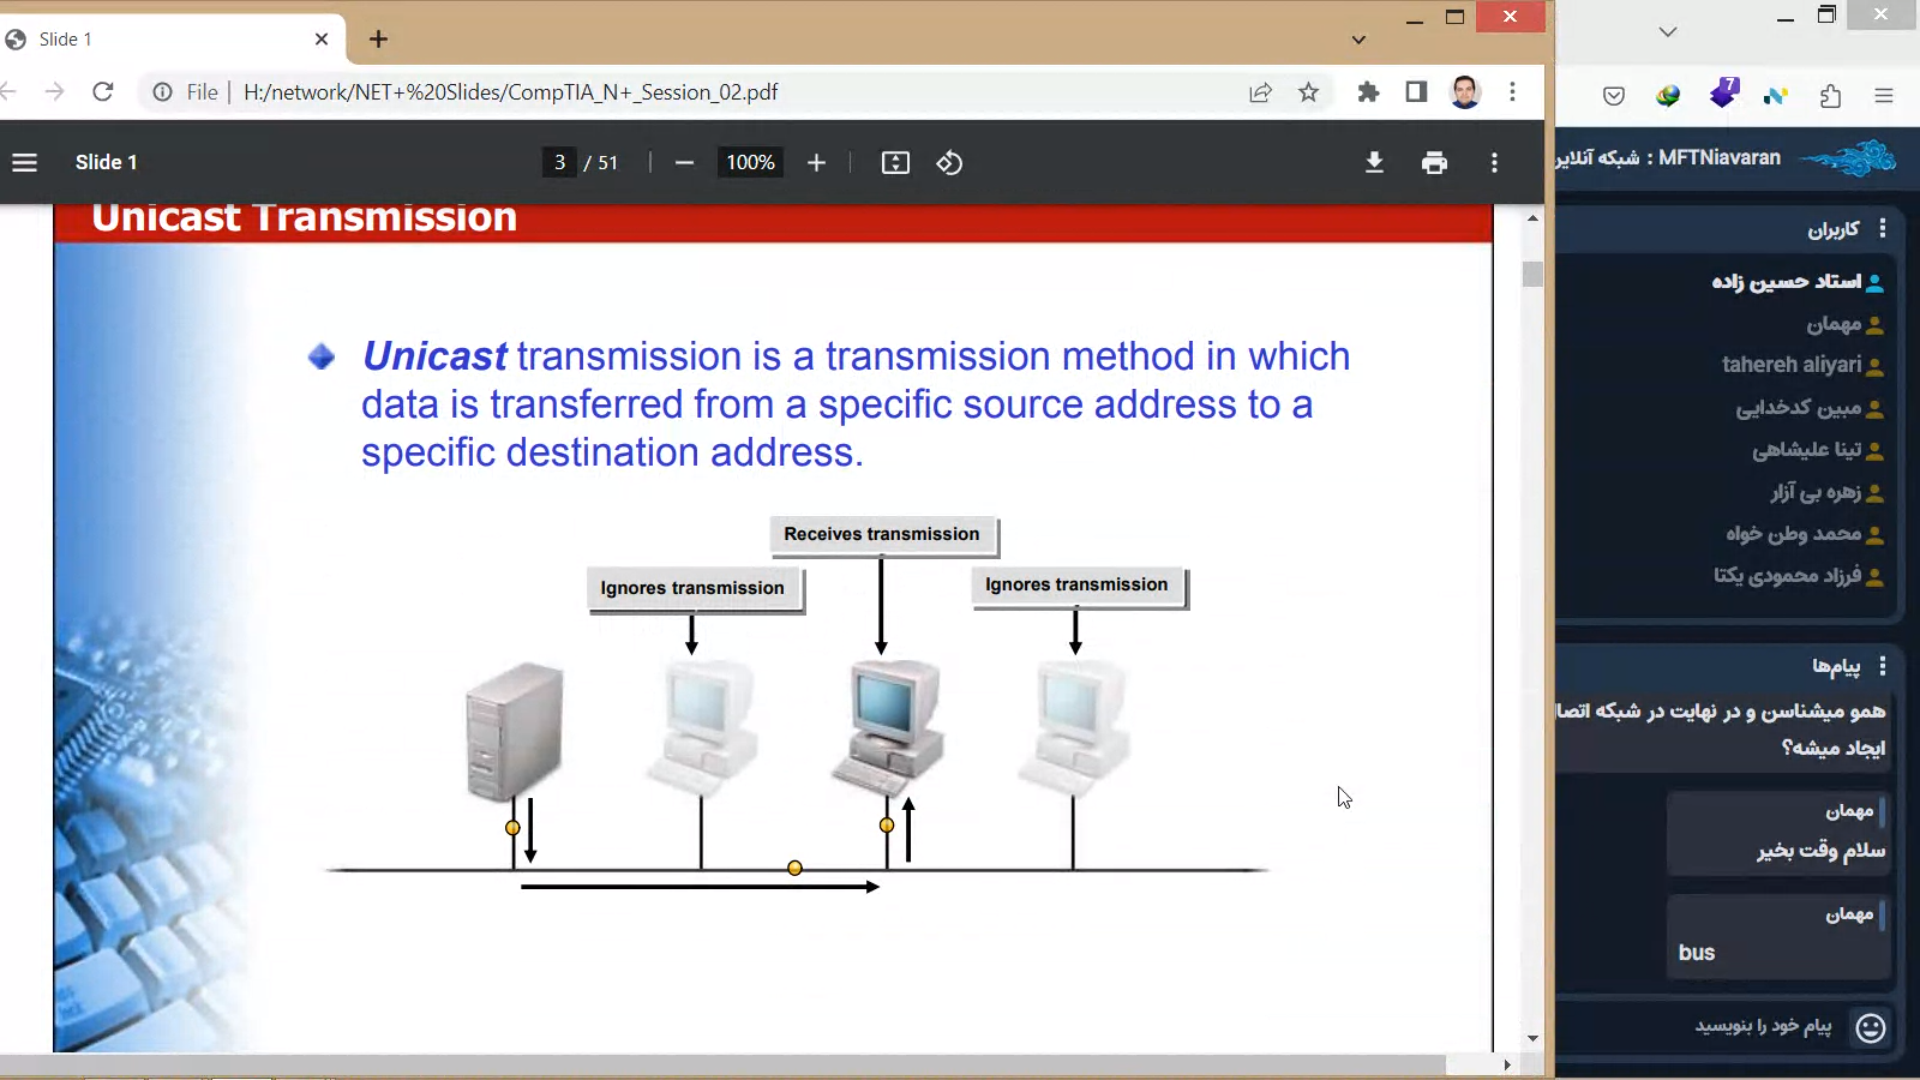 Slide 1
File
H:/network/NET+%20Slides/CompTIA_N+_Session_02.pdf
Slide 1
3 / 51
100%
Unicast Transmission
Unicast transmission is a transmission method in which
data is transferred from a specific source address to a
specific destination address.
Receives transmission
Ignores transmission
Ignores transmission
7
MFTNiavaran : شبکه آنلاین
کاربران
استاد حسین زاده
مهمان
tahereh aliyari
مبین کدخدایی
تینا علیشاهی
زهره بی آزار
محمد وطن خواه
فرزاد محمودی یکتا
پیام‌ها
همو میشناسن و در نهایت در شبکه اتصا
ایجاد میشه؟
مهمان
سلام وقت بخیر
مهمان
bus
پیام خود را بنویسید